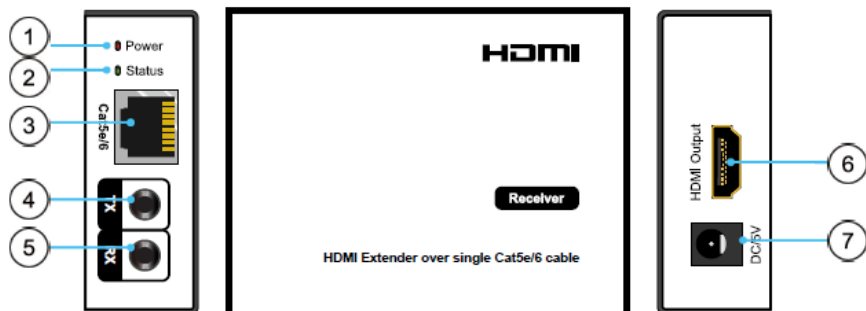 1
Power
2
Status
3
Cat5e/6
4
TX
5
RX
HDMI
Receiver
HDMI Extender over single Cat5e/6 cable
HDMI Output
6
DC/5V
7